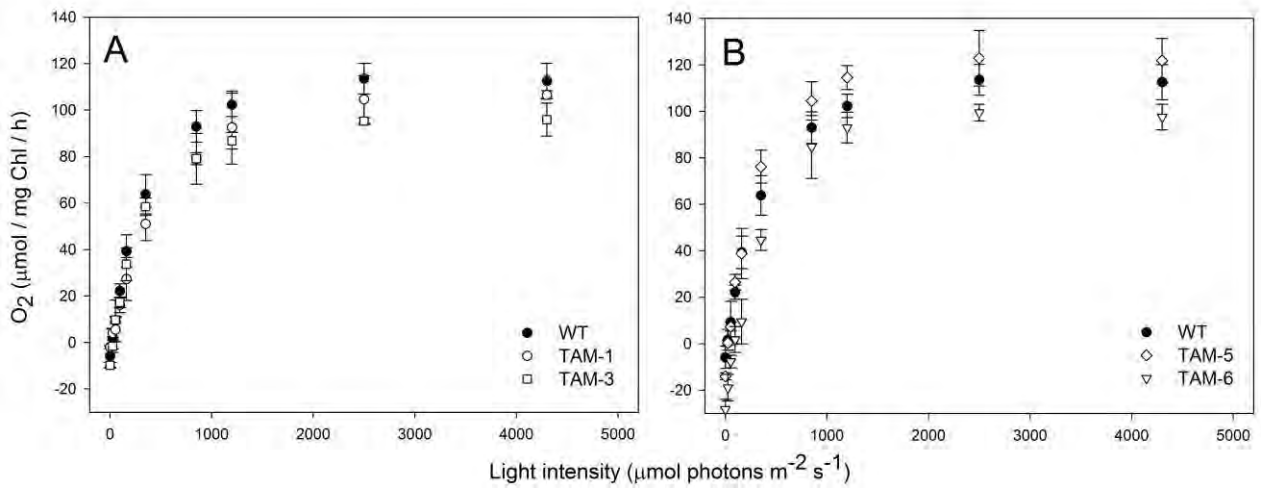 A
B
140
120
100
80
60
40
20
0
-20
140
120
100
80
60
40
20
0
-20
O2 (μmol / mg Chl / h)
WT
TAM-1
TAM-3
WT
TAM-5
TAM-6
0 1000 2000 3000 4000 5000
0 1000 2000 3000 4000 5000
Light intensity (μmol photons m⁻² s⁻¹)